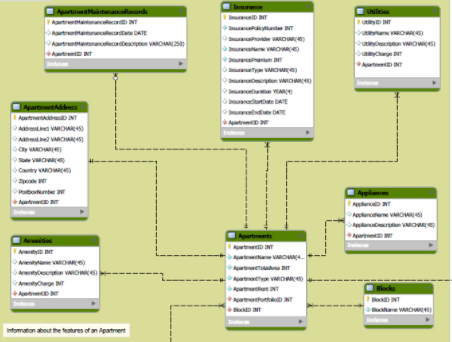 ApartmentMaintenanceRecords
ApartmentMaintenanceRecordID INT
ApartmentMaintenanceRecordDate DATE
ApartmentMaintenanceRecordDescription VARCHAR(250)
ApartmentID INT
Indexes
Insurance
InsuranceID INT
InsurancePolicyNumber INT
InsuranceProvider VARCHAR(45)
InsuranceName VARCHAR(45)
InsurancePremium INT
InsuranceType VARCHAR(45)
InsuranceDescription VARCHAR(45)
InsuranceDuration YEAR(4)
InsuranceStartDate DATE
InsuranceEndDate DATE
ApartmentID INT
Indexes
Utilities
UtilityID INT
UtilityName VARCHAR(45)
UtilityDescription VARCHAR(45)
UtilityCharge INT
ApartmentID INT
Indexes
ApartmentAddress
ApartmentAddressID INT
AddressLine1 VARCHAR(45)
AddressLine2 VARCHAR(45)
City VARCHAR(45)
State VARCHAR(45)
Country VARCHAR(45)
Zipcode INT
PostboxNumber INT
ApartmentID INT
Indexes
Appliances
ApplianceID INT
ApplianceName VARCHAR(45)
ApplianceDescription VARCHAR(45)
ApartmentID INT
Indexes
Amenities
AmenityID INT
AmenityName VARCHAR(45)
AmenityDescription VARCHAR(45)
AmenityCharge INT
ApartmentID INT
Indexes
Apartments
ApartmentID INT
ApartmentName VARCHAR(4...
ApartmentTotalArea INT
ApartmentType VARCHAR(45)
ApartmentRent INT
ApartmentPortfolioID INT
BlockID INT
Indexes
Blocks
BlockID INT
BlockName VARCHAR(45)
Indexes
Information about the features of an Apartment